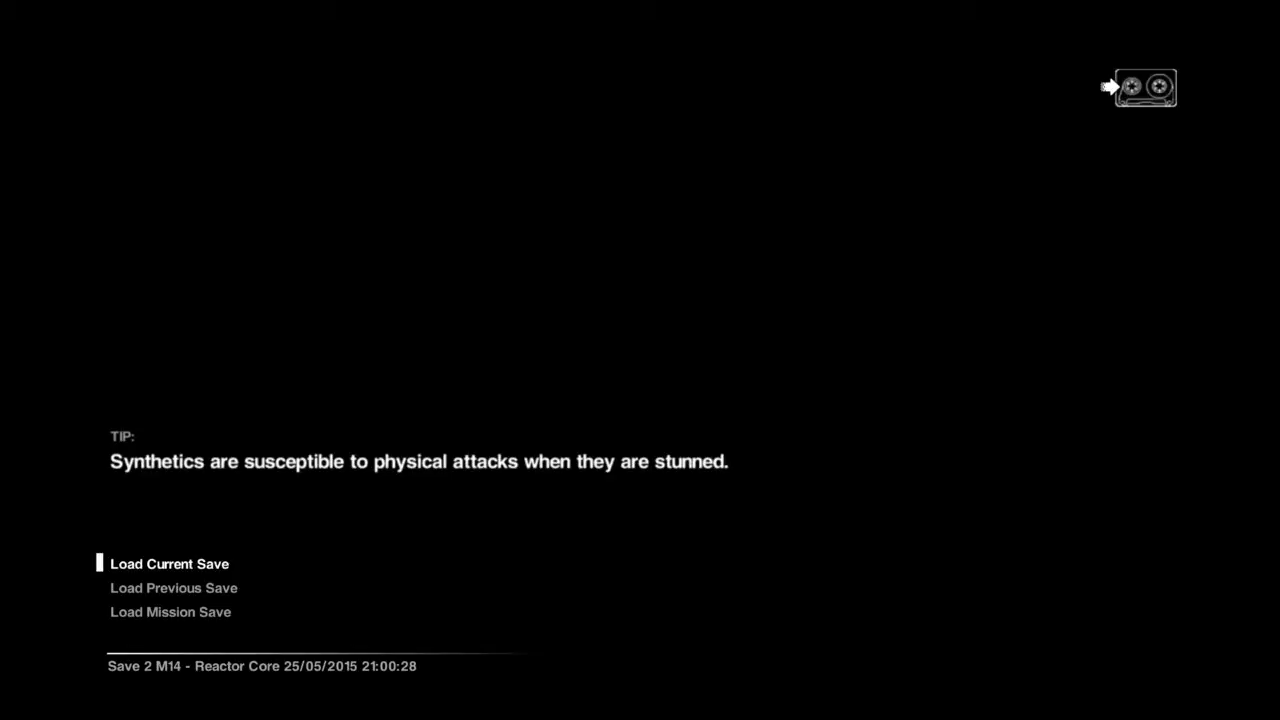 TIP:
Synthetics are susceptible to physical attacks when they are stunned.
Load Current Save
Load Previous Save
Load Mission Save
Save 2 M14 - Reactor Core 25/05/2015 21:00:28